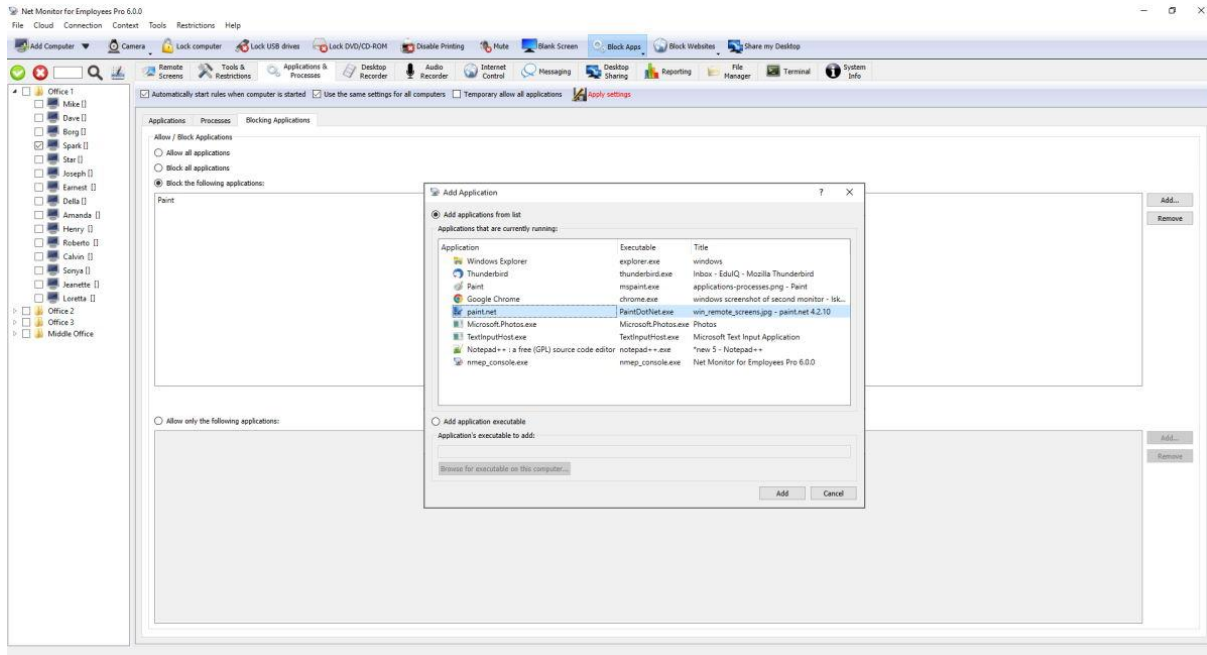 Net Monitor for Employees Pro 6.0.0
File Cloud Connection Context Tools Restrictions Help
Add Computer Camera Lock computer Lock USB drives Lock DVD/CD-ROM Disable Printing Mute Blank Screen Block Apps Block Websites Share my Desktop
Remote Screens Tools & Restrictions Applications & Processes Desktop Recorder Audio Recorder Internet Control Messaging Desktop Sharing Reporting File Manager Terminal System Info
Automatically start rules when computer is started Use the same settings for all computers Temporary allow all applications Apply settings
Office 1
Mike []
Dave []
Borg []
Spark []
Star []
Joseph []
Earnest []
Della []
Amanda []
Henry []
Roberto []
Calvin []
Sonya []
Jeanette []
Loretta []
Office 2
Office 3
Middle Office
Applications Processes Blocking Applications
Allow / Block Applications
Allow all applications
Block all applications
Block the following applications:
Paint
Add...
Remove
Allow only the following applications:
Add...
Remove
Add Application ?
Add applications from list
Applications that are currently running:
Application Executable Title
Windows Explorer explorer.exe windows
Thunderbird thunderbird.exe Inbox - EduIQ - Mozilla Thunderbird
Paint mspaint.exe applications-processes.png - Paint
Google Chrome chrome.exe windows screenshot of second monitor - Isk...
paint.net PaintDotNet.exe win_remote_screens.jpg - paint.net 4.2.10
Microsoft.Photos.exe Microsoft.Photos.exe Photos
TextInputHost.exe TextInputHost.exe Microsoft Text Input Application
Notepad++ : a free (GPL) source code editor notepad++.exe *new 5 - Notepad++
nmep_console.exe nmep_console.exe Net Monitor for Employees Pro 6.0.0
Add application executable
Application's executable to add:
Browse for executable on this computer...
Add Cancel